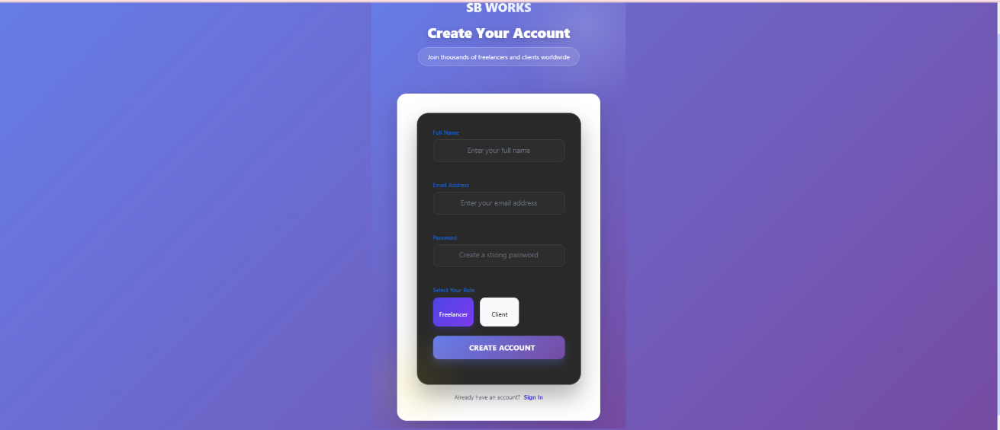 SB WORKS
Create Your Account
Join thousands of freelancers and clients worldwide
Full Name
Enter your full name
Email Address
Enter your email address
Password
Create a strong password
Select Your Role
Freelancer
Client
CREATE ACCOUNT
Already have an account? Sign In